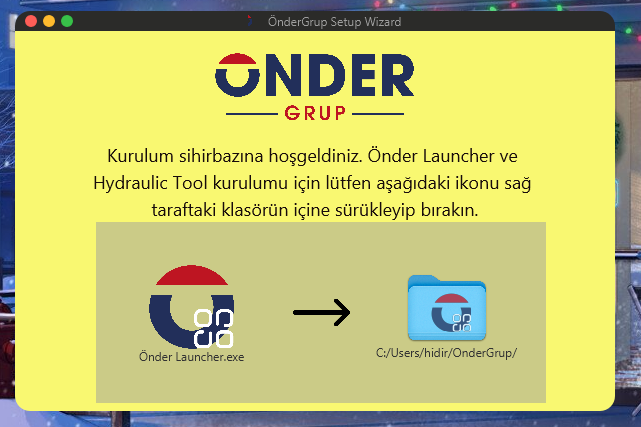 ÖnderGrup Setup Wizard
ÖNDER
GRUP
Kurulum sihirbazına hoşgeldiniz. Önder Launcher ve
Hydraulic Tool kurulumu için lütfen aşağıdaki ikonu sağ
taraftaki klasörün içine sürükleyip bırakın.
Önder Launcher.exe
C:/Users/hidir/OnderGrup/